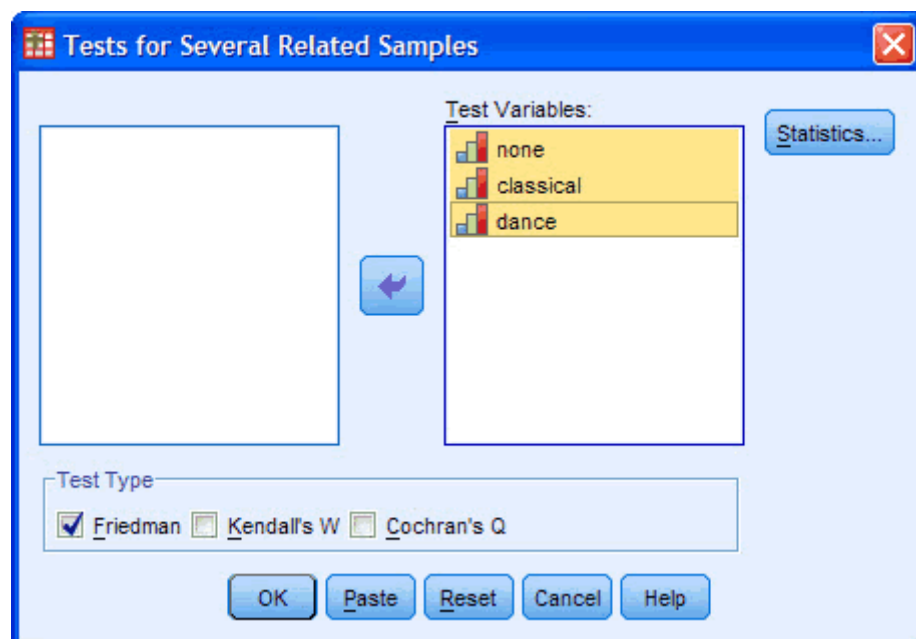 Tests for Several Related Samples
Test Variables:
none
classical
dance
Statistics...
Test Type
Friedman Kendall's W Cochran's Q
OK Paste Reset Cancel Help